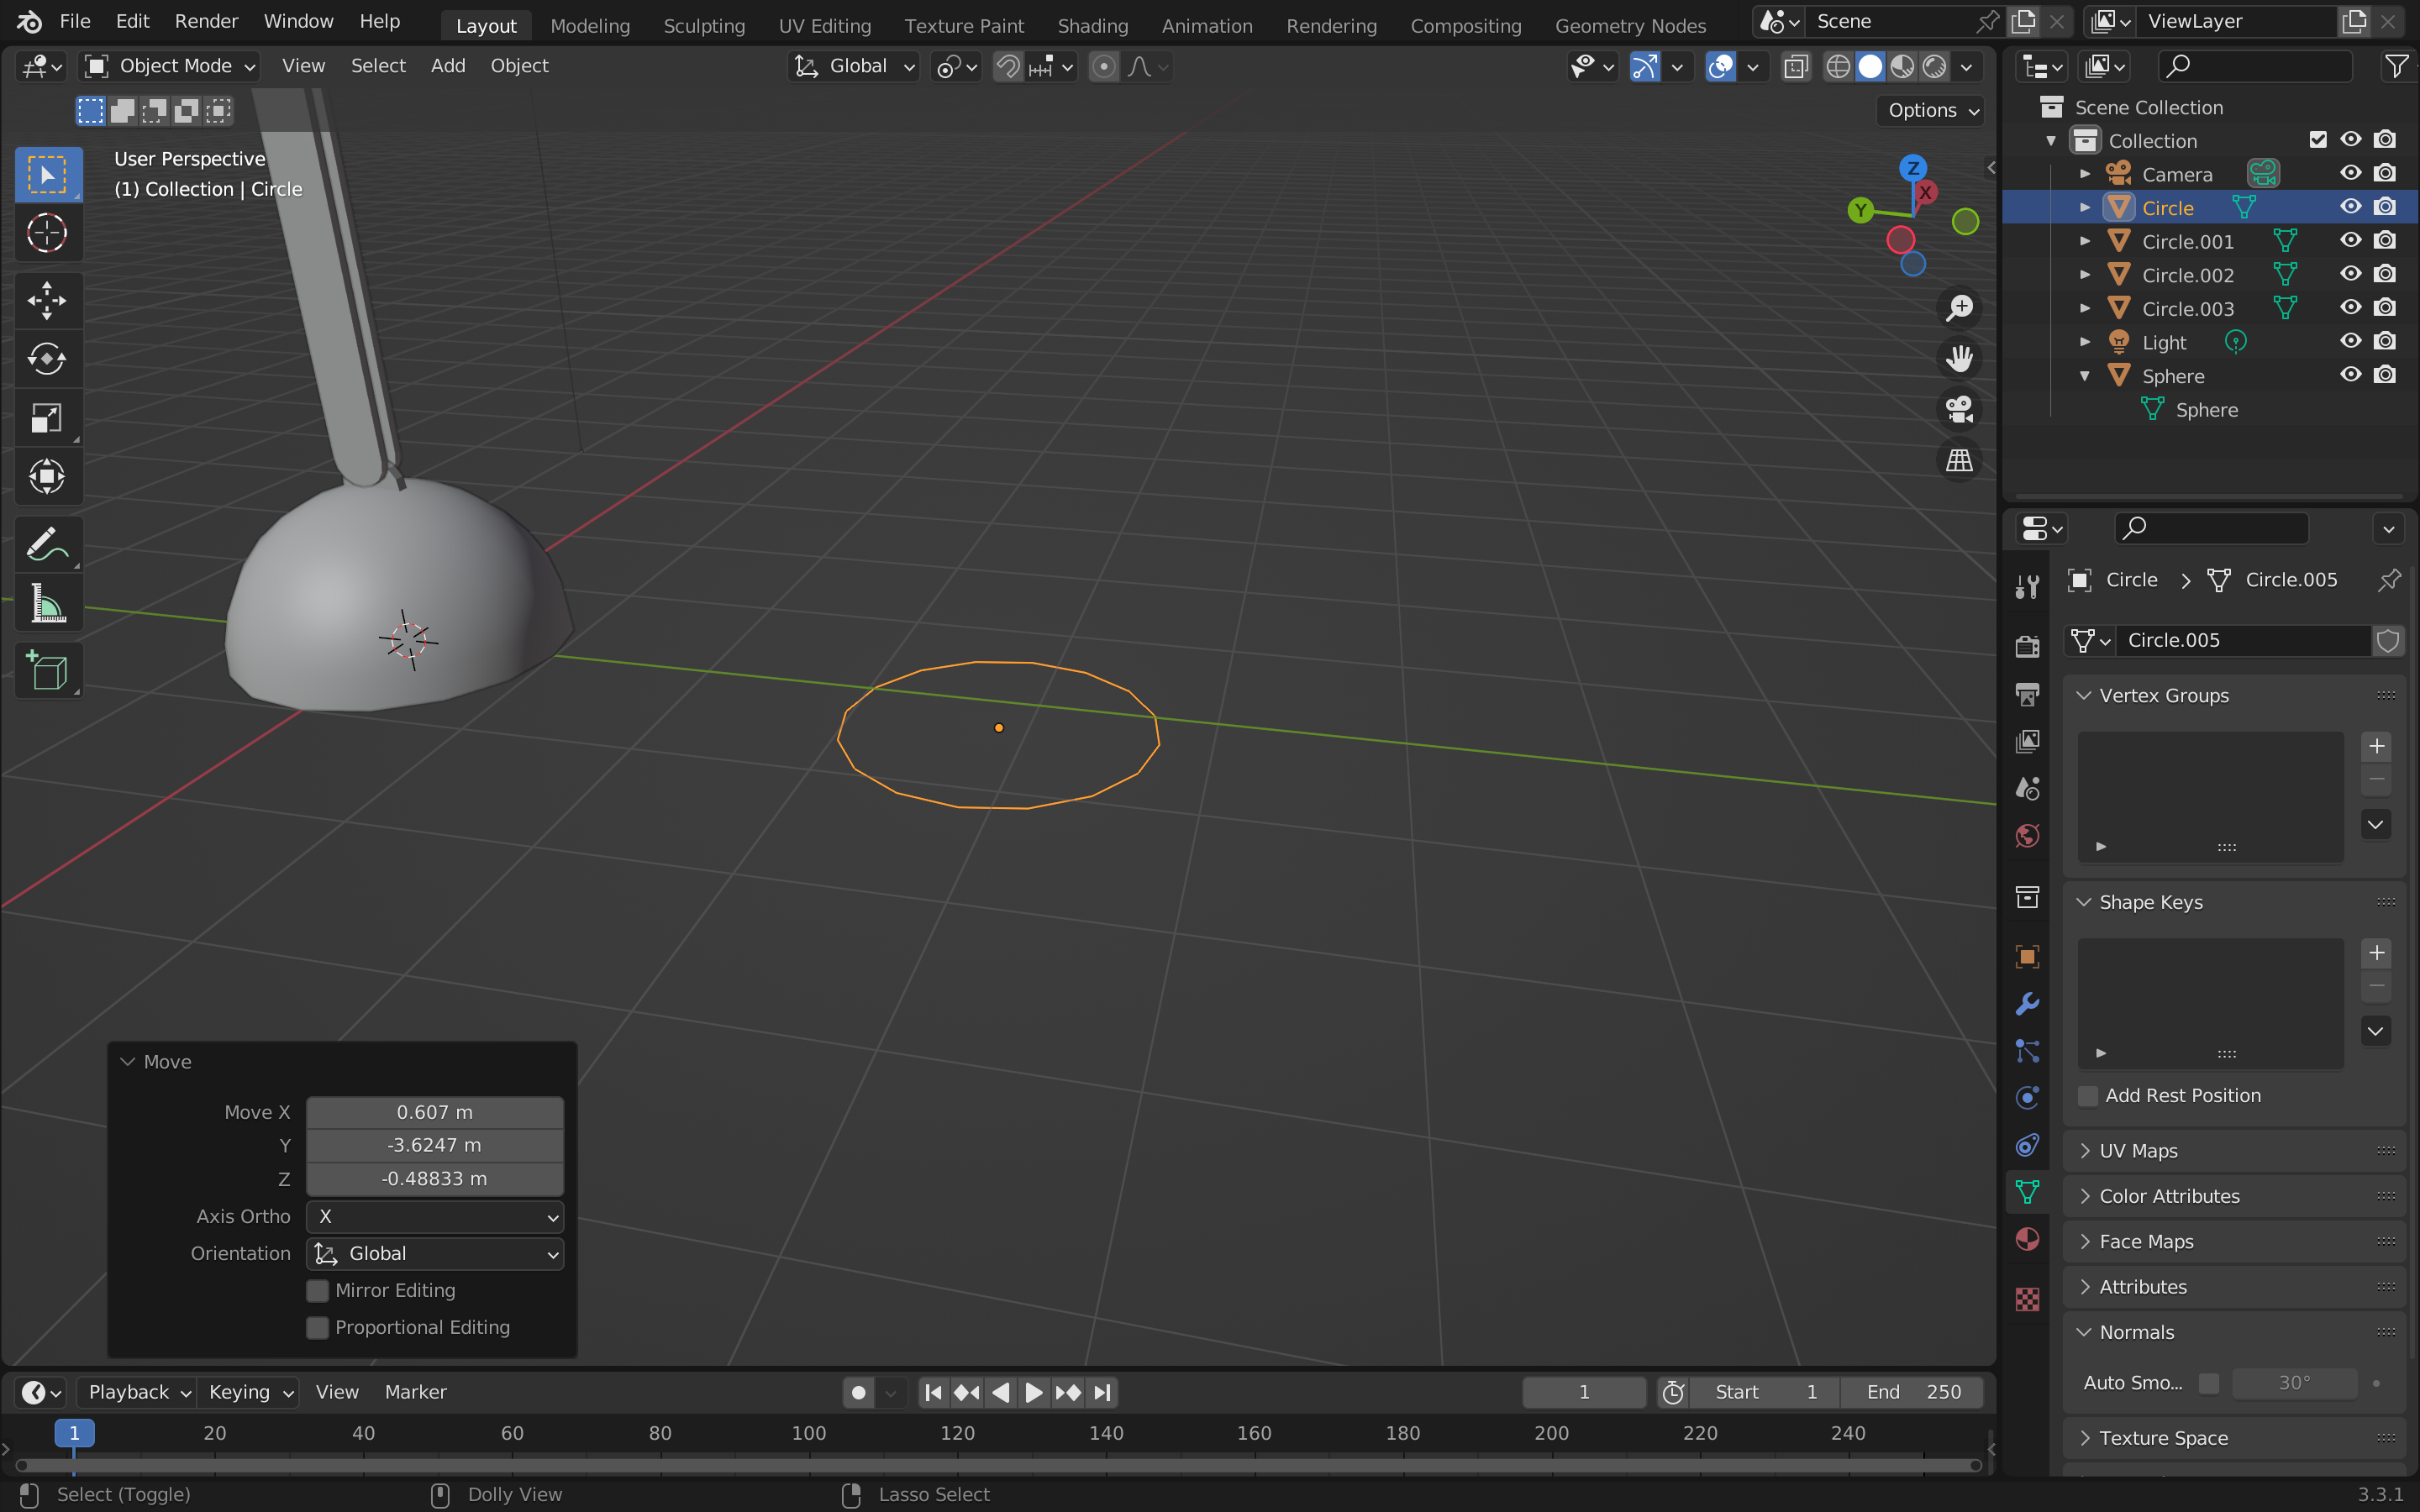 File Edit Render Window Help Layout Modeling Sculpting UV Editing Texture Paint Shading Animation Rendering Compositing Geometry Nodes Scene ViewLayer
Object Mode View Select Add Object Global
Options
User Perspective
(1) Collection | Circle
Z
X
Y
Scene Collection
Collection
Camera
Circle
Circle.001
Circle.002
Circle.003
Light
Sphere
Sphere
Circle > Circle.005
Circle.005
Vertex Groups
Shape Keys
Add Rest Position
UV Maps
Color Attributes
Face Maps
Attributes
Normals
Auto Smo... 30°
Texture Space
Move
Move X 0.607 m
Y -3.6247 m
Z -0.48833 m
Axis Ortho X
Orientation Global
Mirror Editing
Proportional Editing
Playback Keying View Marker 1 Start 1 End 250
1 20 40 60 80 100 120 140 160 180 200 220 240
Select (Toggle) Dolly View Lasso Select 3.3.1